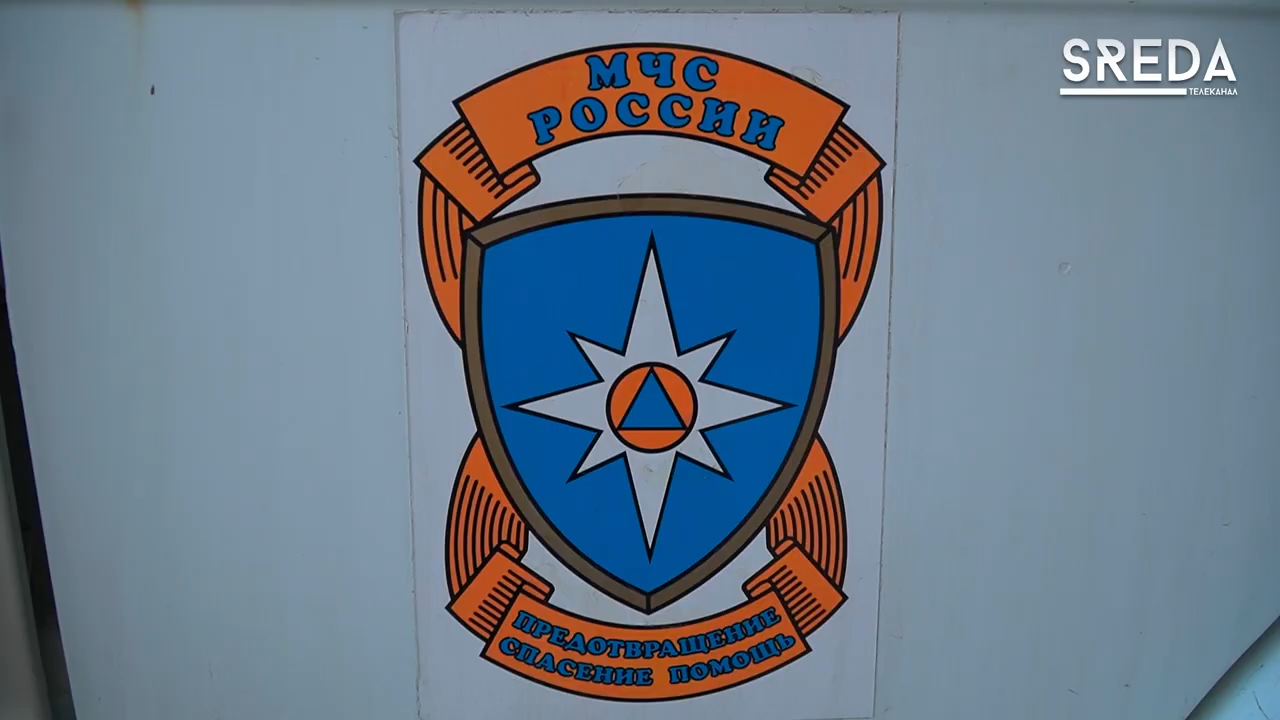 SREDA
ТЕЛЕКАНАЛ
МЧС
РОССИИ
ПРЕДОТВРАЩЕНИЕ
СПАСЕНИЕ ПОМОЩЬ